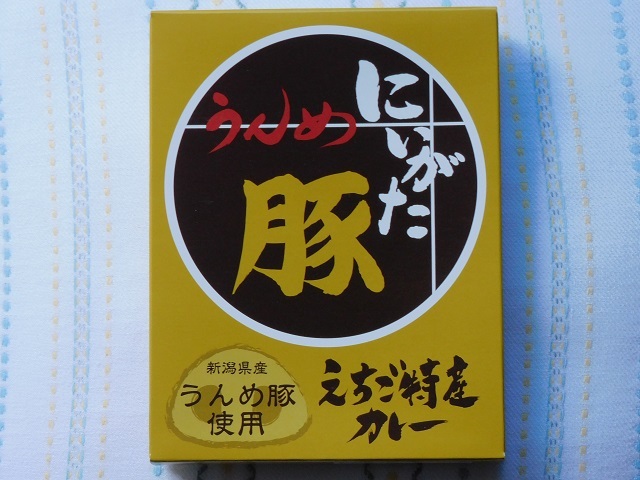 にいがた
うんめ
豚
新潟県産
うんめ豚
使用
えちご特産
カレー